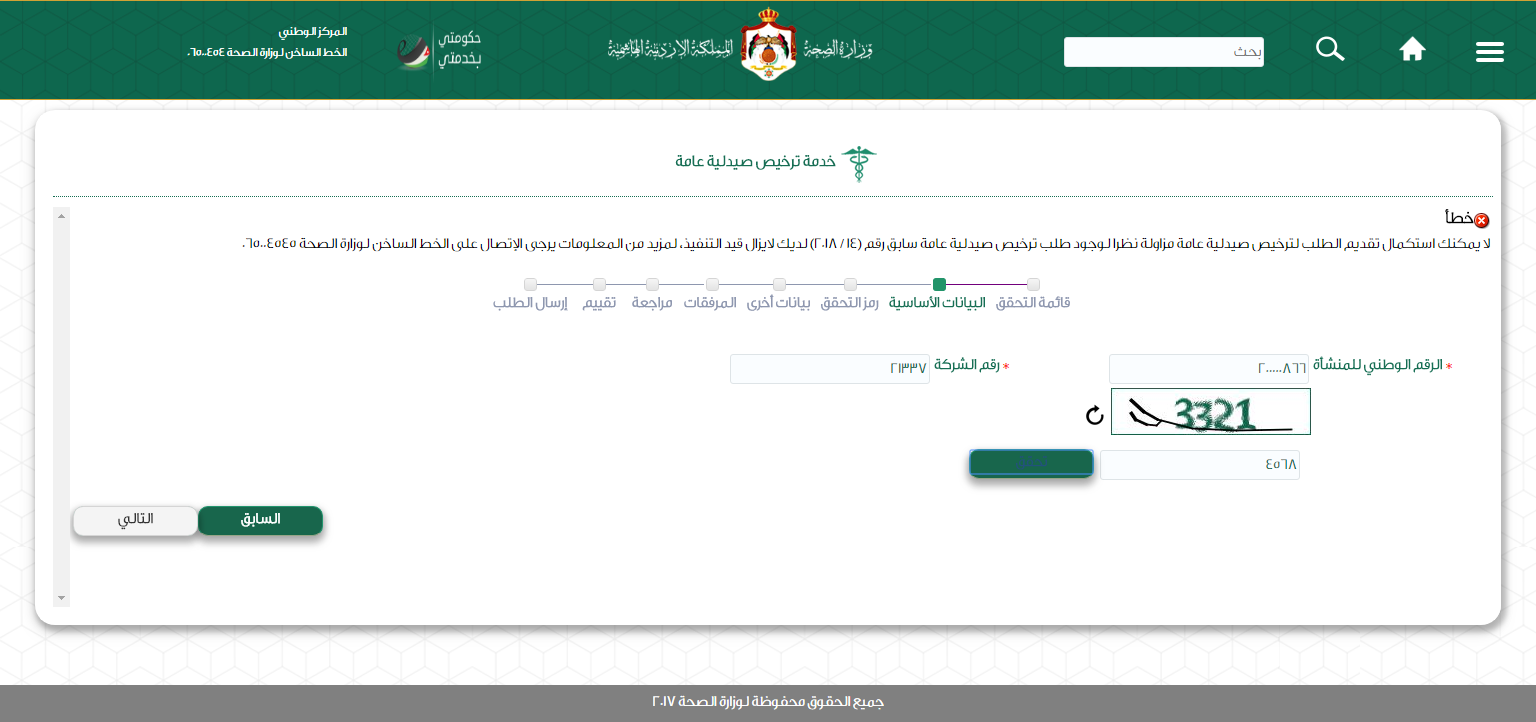 بحث
وزارة الصحة
المملكة الأردنية الهاشمية
حكومتي
بخدمتي
المركز الوطني
الخط الساخن لوزارة الصحة ٠٦٥٠٠٤٥٤
خدمة ترخيص صيدلية عامة
خطأ
لا يمكنك استكمال تقديم الطلب لترخيص صيدلية عامة مزاولة نظرا لوجود طلب ترخيص صيدلية عامة سابق رقم (١٤ / ٢٠١٨) لديك لايزال قيد التنفيذ، لمزيد من المعلومات يرجى الإتصال على الخط الساخن لوزارة الصحة ٠٦٥٠٠٤٥٤٥
قائمة التحقق البيانات الأساسية رمز التحقق بيانات أخرى المرفقات مراجعة تقييم إرسال الطلب
* الرقم الوطني للمنشأة ٢٠٠٠٠٠٨٦٦ * رقم الشركة ٢١٣٣٧
3321
٤٥٦٨
السابق التالي
جميع الحقوق محفوظة لوزارة الصحة ٢٠١٧